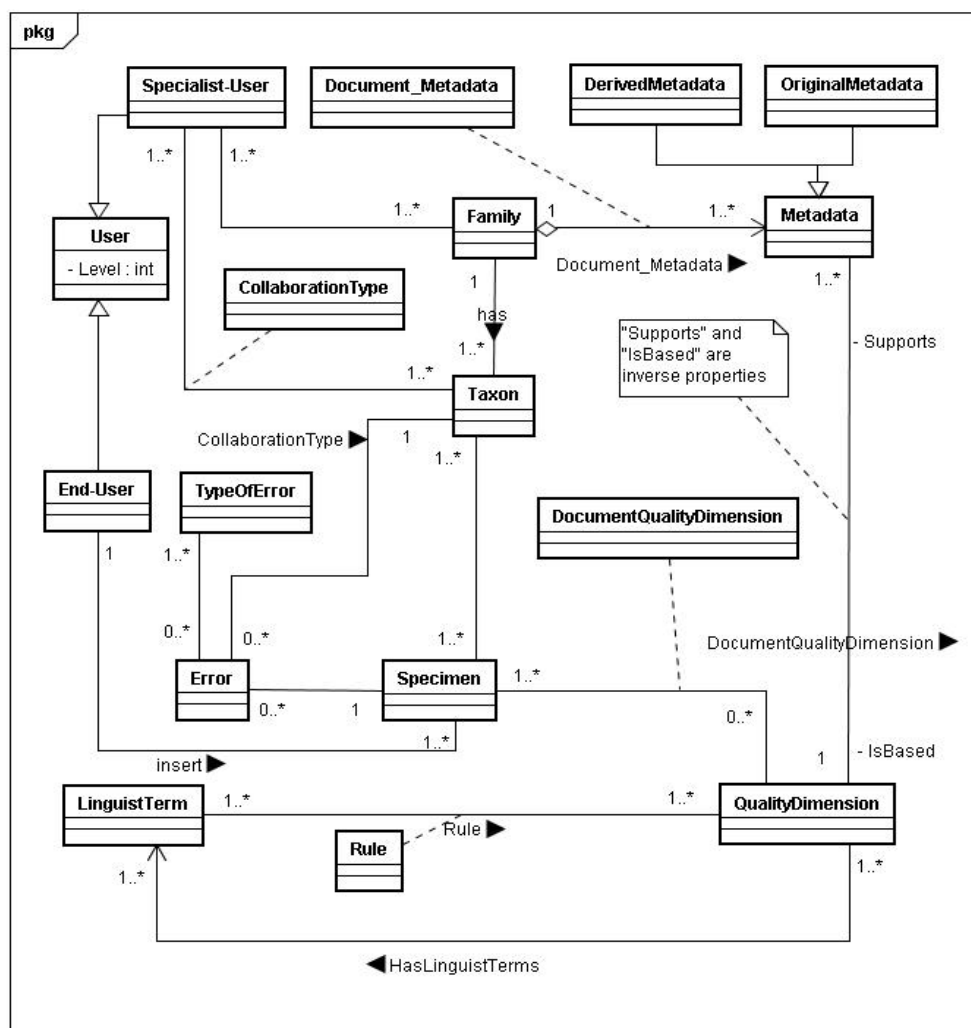 pkg
Specialist-User
Document_Metadata
DerivedMetadata
OriginalMetadata
1..*
1..*
1..*
Family
1
1..*
Metadata
User
- Level : int
Document_Metadata
1..*
CollaborationType
1
has
"Supports" and
"IsBased" are
inverse properties
- Supports
1..*
1..*
Taxon
CollaborationType
1
1..*
End-User
TypeOfError
DocumentQualityDimension
1
1..*
0..*
0..*
1..*
DocumentQualityDimension
Error
Specimen
1..*
0..*
1
0..*
1..*
insert
1
- IsBased
LinguistTerm
1..*
1..*
QualityDimension
Rule
Rule
1..*
1..*
HasLinguistTerms